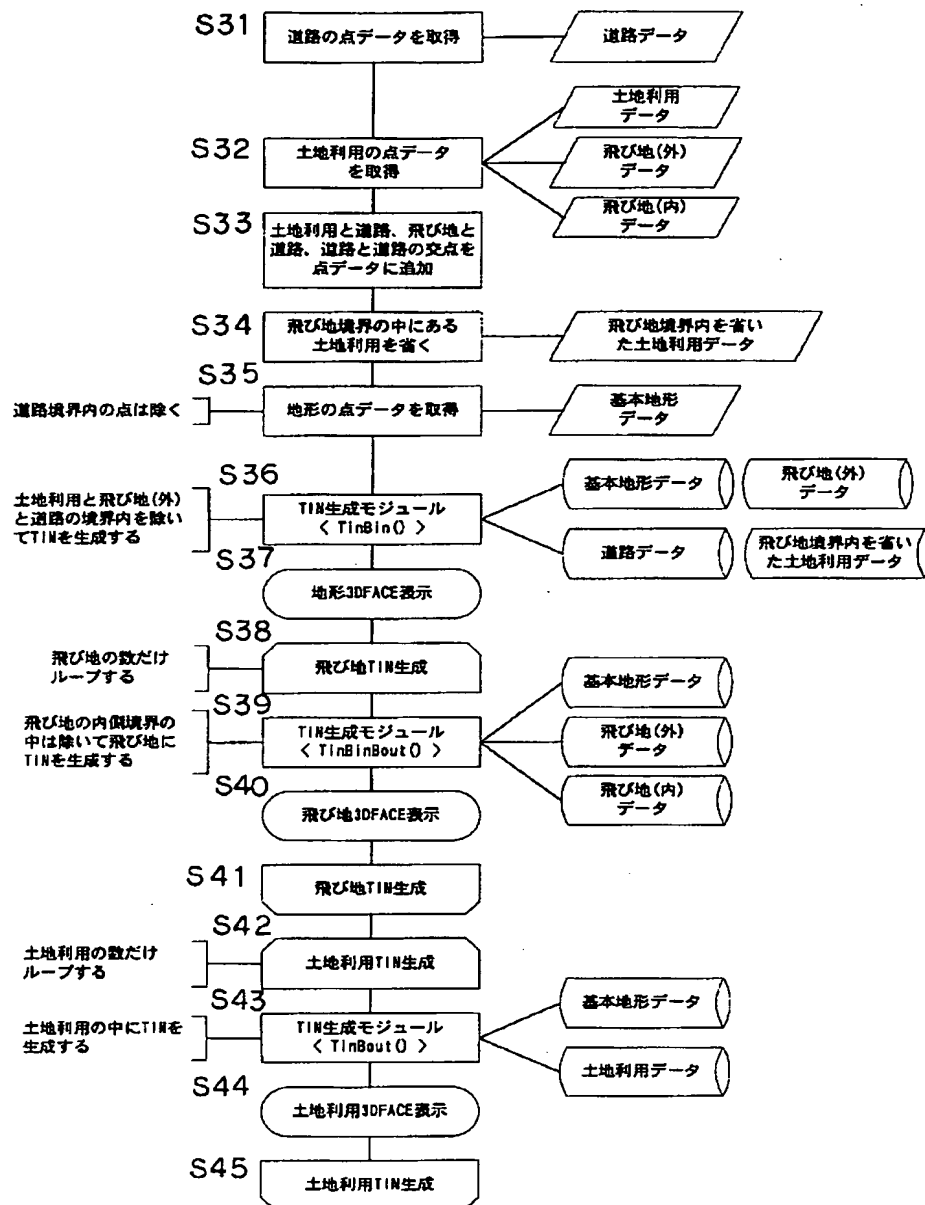 S31
道路の点データを取得
道路データ
土地利用
データ
S32
土地利用の点データ
を取得
飛び地(外)
データ
飛び地(内)
データ
S33
土地利用と道路、飛び地と
道路、道路と道路の交点を
点データに追加
S34
飛び地境界の中にある
土地利用を省く
飛び地境界内を省い
た土地利用データ
S35
道路境界内の点は除く
地形の点データを取得
基本地形
データ
S36
土地利用と飛び地(外)
と道路の境界内を除い
てTINを生成する
TIN生成モジュール
< TinBin() >
基本地形データ
飛び地(外)
データ
道路データ
飛び地境界内を省い
た土地利用データ
S37
地形3DFACE表示
S38
飛び地の数だけ
ループする
飛び地TIN生成
S39
飛び地の内側境界の
中は除いて飛び地に
TINを生成する
TIN生成モジュール
< TinBinBout() >
基本地形データ
飛び地(外)
データ
飛び地(内)
データ
S40
飛び地3DFACE表示
S41
飛び地TIN生成
S42
土地利用の数だけ
ループする
土地利用TIN生成
S43
土地利用の中にTINを
生成する
TIN生成モジュール
< TinBout() >
基本地形データ
土地利用データ
S44
土地利用3DFACE表示
S45
土地利用TIN生成